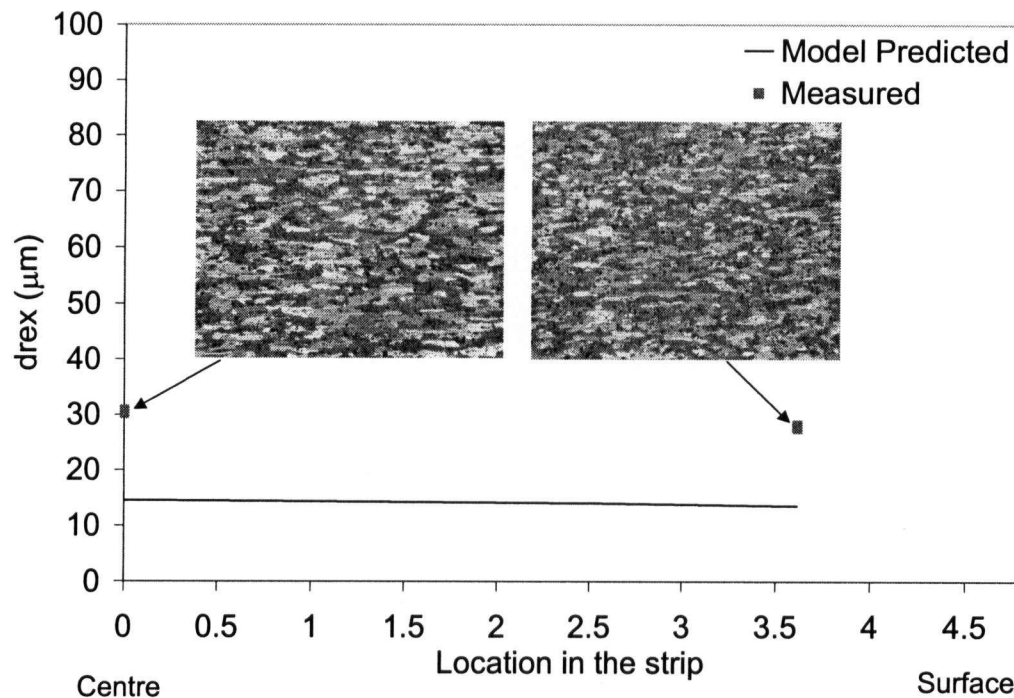 100
90
80
70
60
50
40
30
20
10
0
drex (μm)
Model Predicted
Measured
0 0.5 1 1.5 2 2.5 3 3.5 4 4.5
Location in the strip
Centre
Surface